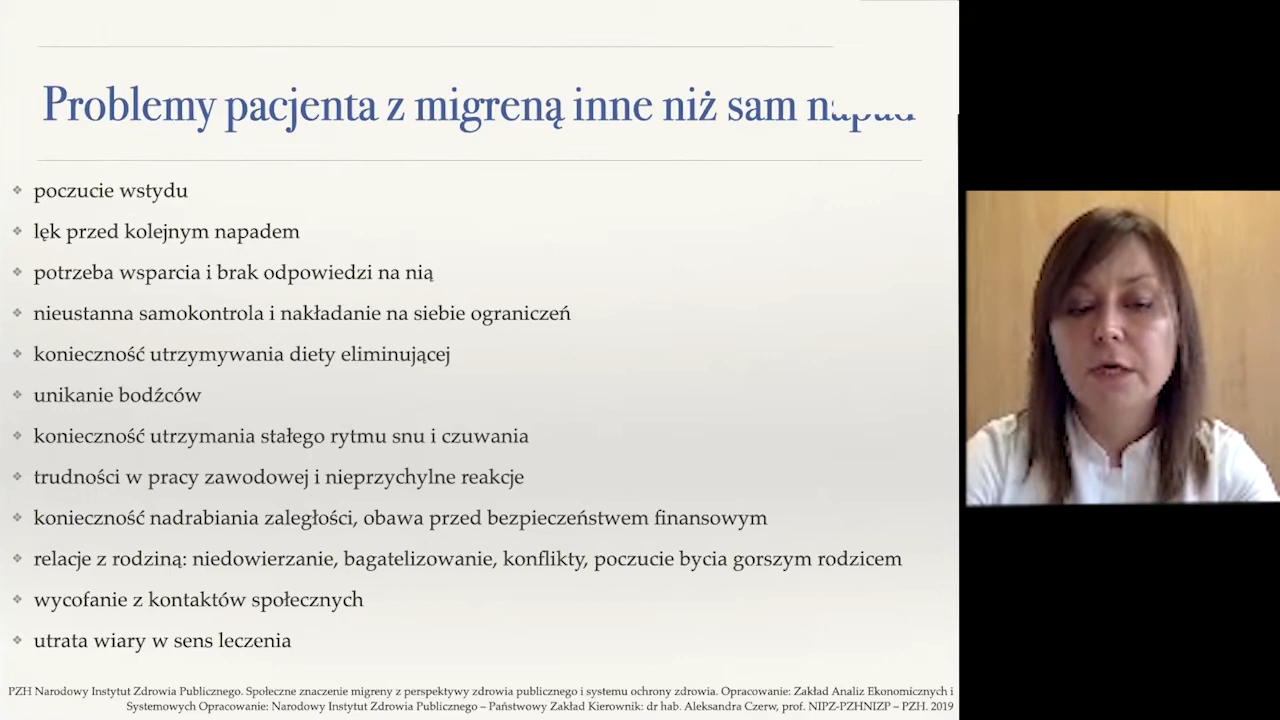 Problemy pacjenta z migreną inne niż sam napad
poczucie wstydu
lęk przed kolejnym napadem
potrzeba wsparcia i brak odpowiedzi na nią
nieustanna samokontrola i nakładanie na siebie ograniczeń
konieczność utrzymywania diety eliminującej
unikanie bodźców
konieczność utrzymania stałego rytmu snu i czuwania
trudności w pracy zawodowej i nieprzychylne reakcje
konieczność nadrabiania zaległości, obawa przed bezpieczeństwem finansowym
relacje z rodziną: niedowierzanie, bagatelizowanie, konflikty, poczucie bycia gorszym rodzicem
wycofanie z kontaktów społecznych
utrata wiary w sens leczenia
PZH Narodowy Instytut Zdrowia Publicznego. Społeczne znaczenie migreny z perspektywy zdrowia publicznego i systemu ochrony zdrowia. Opracowanie: Zakład Analiz Ekonomicznych i
Systemowych Opracowanie: Narodowy Instytut Zdrowia Publicznego – Państwowy Zakład Kierownik: dr hab. Aleksandra Czerw, prof. NIPZ-PZHNIZP – PZH. 2019